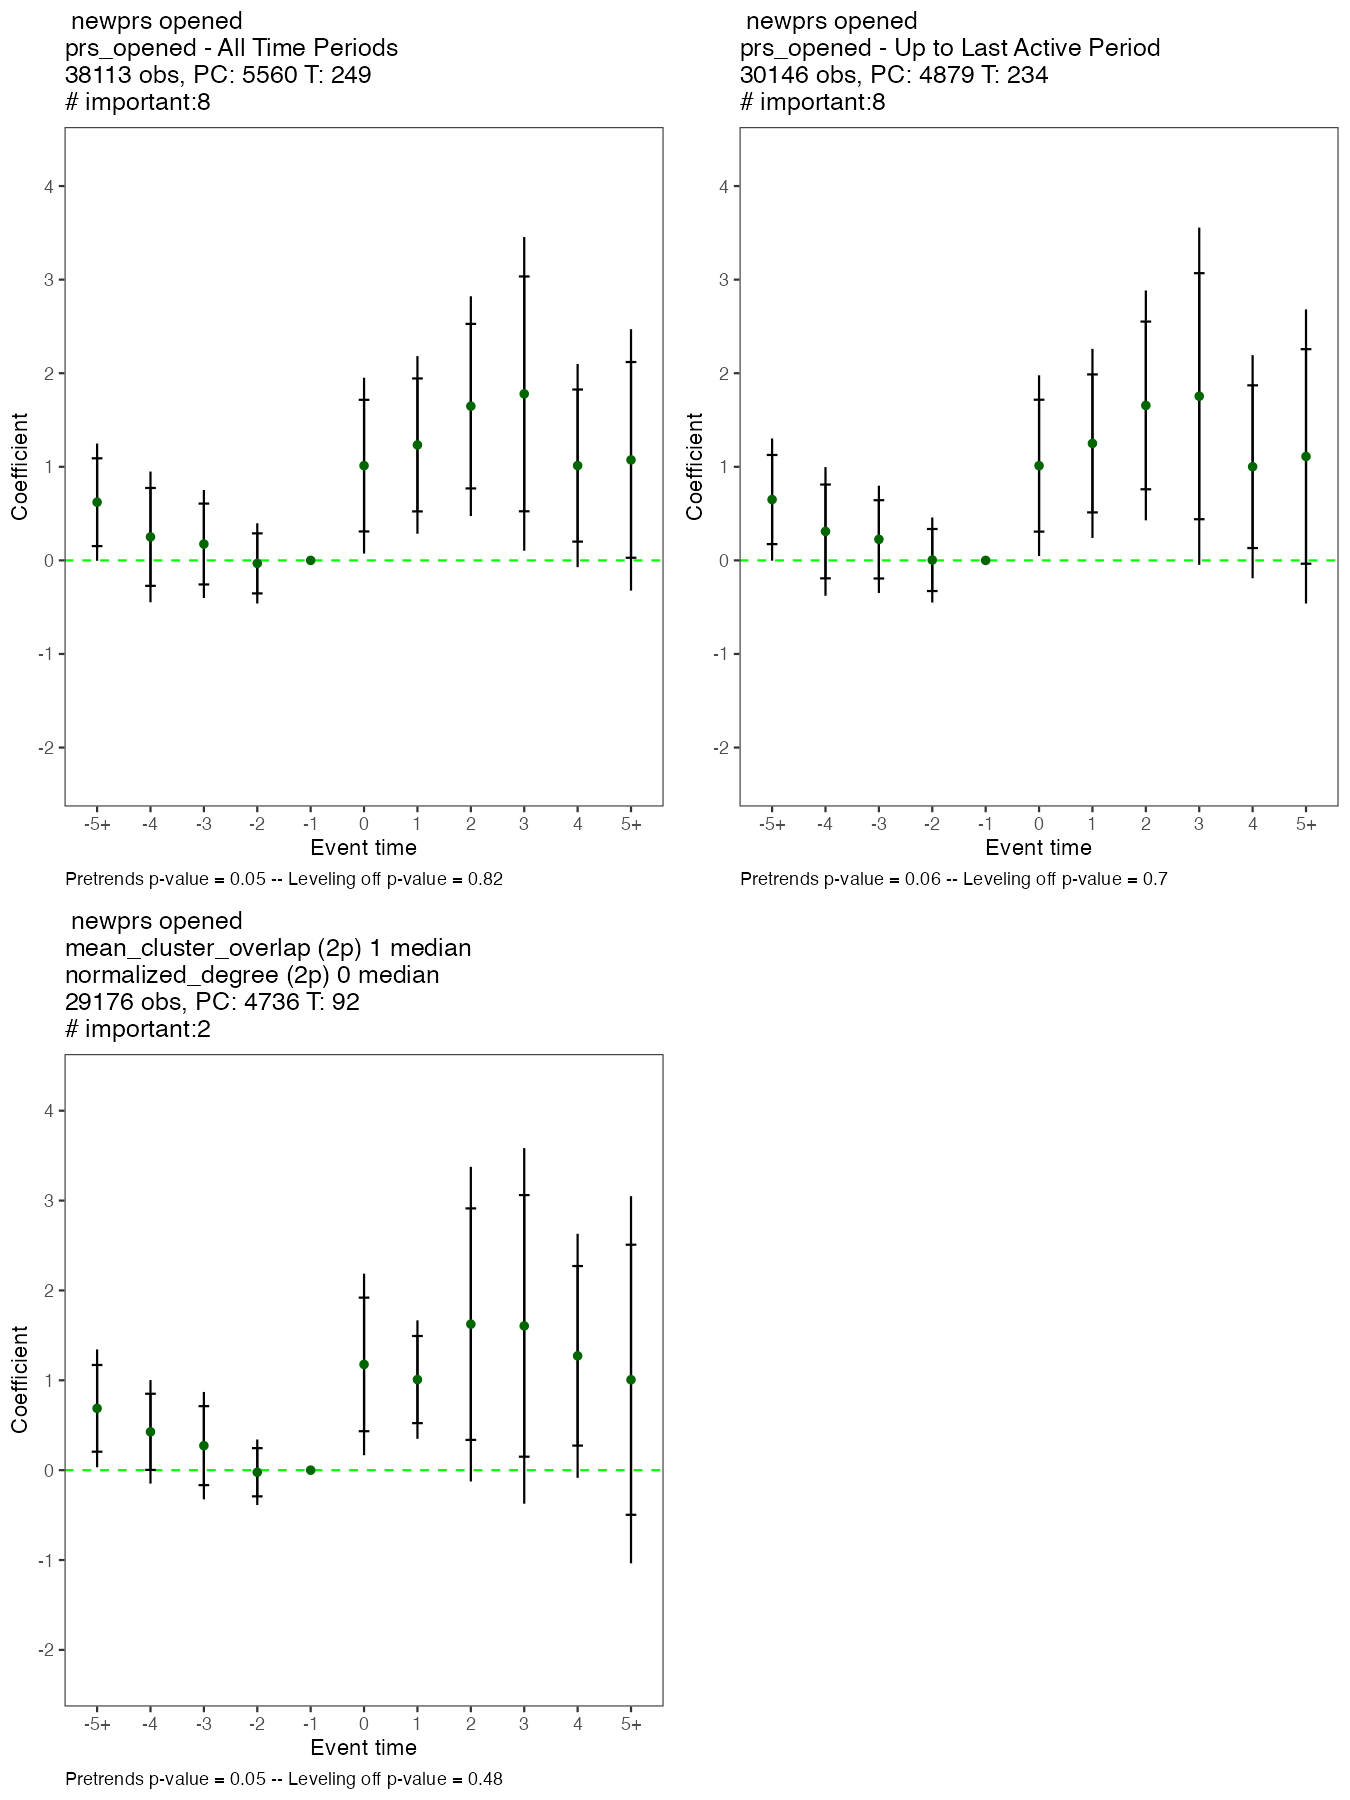 newprs opened
prs_opened - All Time Periods
38113 obs, PC: 5560 T: 249
# important:8
Coefficient
4
3
2
1
0
-1
-2
-5+ -4 -3 -2 -1 0 1 2 3 4 5+
Event time
Pretrends p-value = 0.05 -- Leveling off p-value = 0.82
newprs opened
prs_opened - Up to Last Active Period
30146 obs, PC: 4879 T: 234
# important:8
Coefficient
4
3
2
1
0
-1
-2
-5+ -4 -3 -2 -1 0 1 2 3 4 5+
Event time
Pretrends p-value = 0.06 -- Leveling off p-value = 0.7
newprs opened
mean_cluster_overlap (2p) 1 median
normalized_degree (2p) 0 median
29176 obs, PC: 4736 T: 92
# important:2
Coefficient
4
3
2
1
0
-1
-2
-5+ -4 -3 -2 -1 0 1 2 3 4 5+
Event time
Pretrends p-value = 0.05 -- Leveling off p-value = 0.48